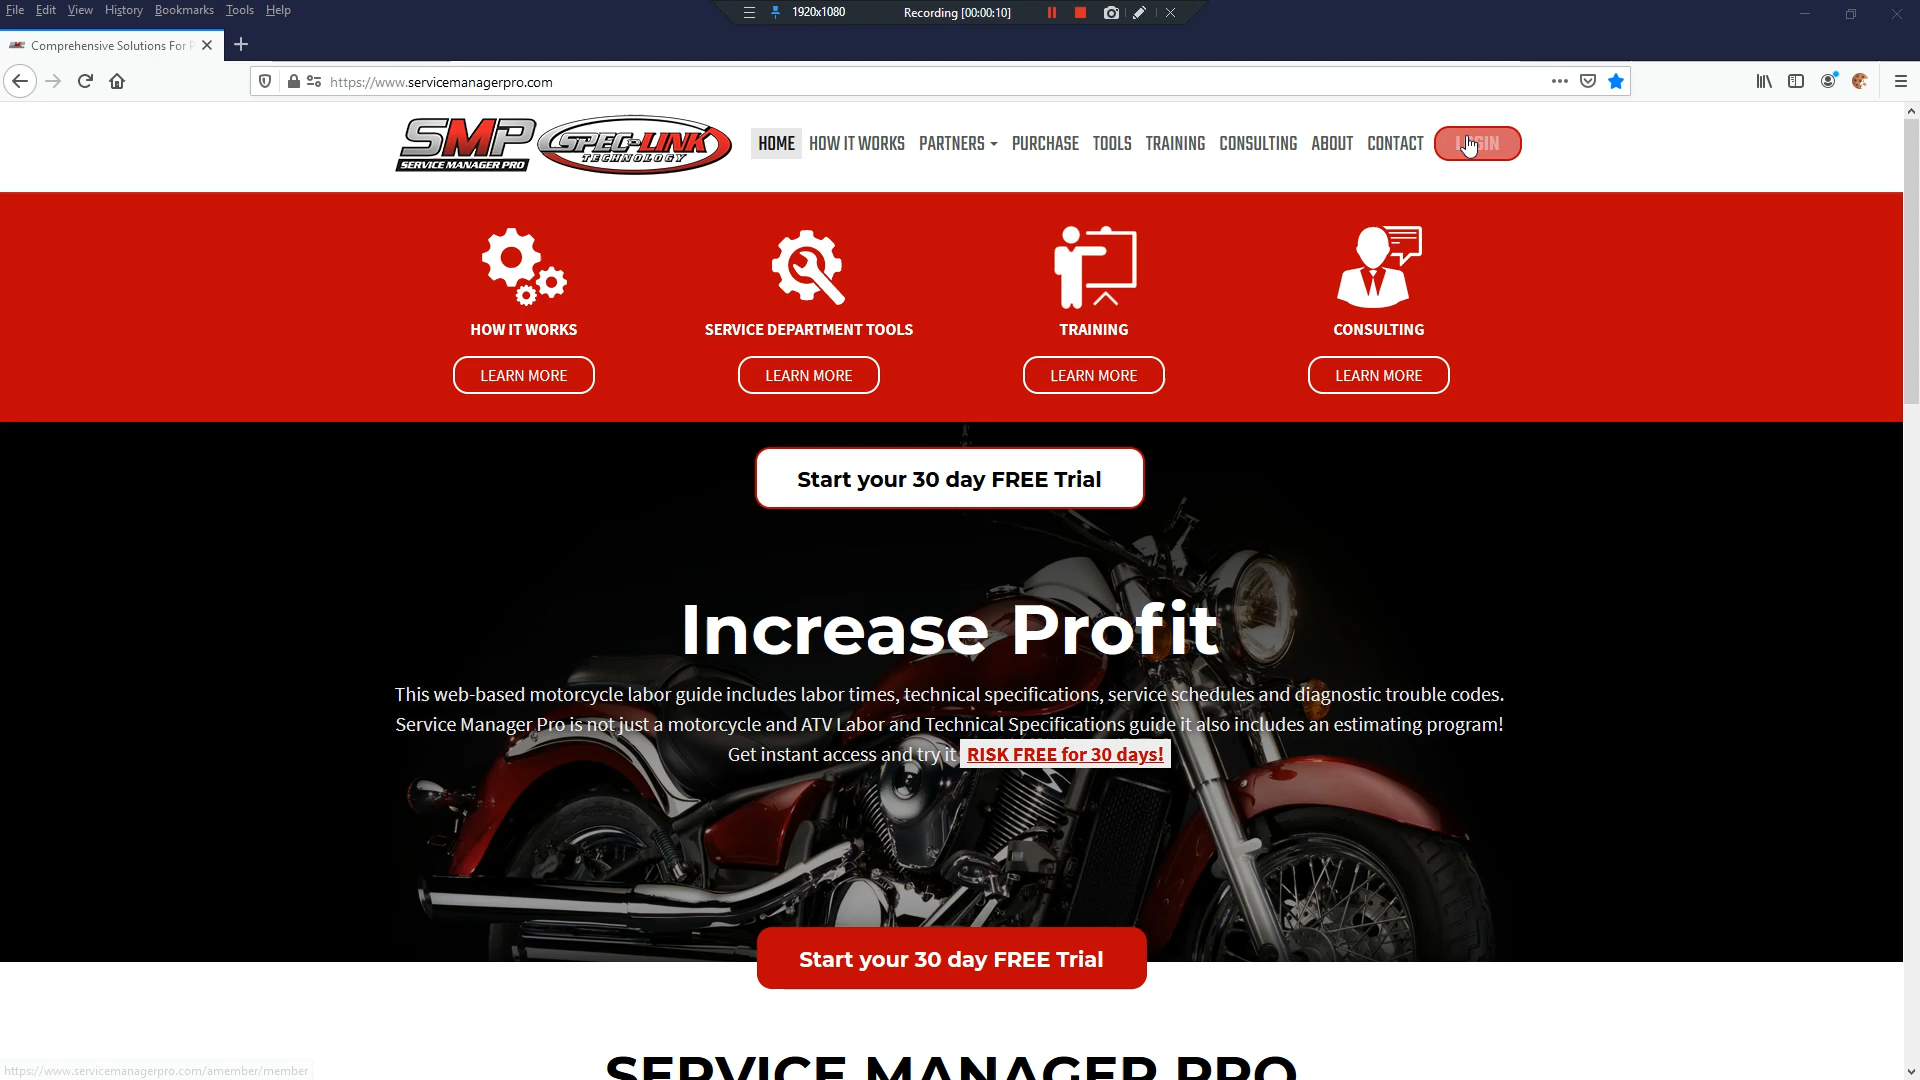 File Edit View History Bookmarks Tools Help
1920x1080 Recording [00:00:10]
Comprehensive Solutions For
https://www.servicemanagerpro.com
SMP SERVICE MANAGER PRO
SPEC-LINK TECHNOLOGY
HOME HOW IT WORKS PARTNERS PURCHASE TOOLS TRAINING CONSULTING ABOUT CONTACT LOGIN
HOW IT WORKS
LEARN MORE
SERVICE DEPARTMENT TOOLS
LEARN MORE
TRAINING
LEARN MORE
CONSULTING
LEARN MORE
Start your 30 day FREE Trial
Increase Profit
This web-based motorcycle labor guide includes labor times, technical specifications, service schedules and diagnostic trouble codes.
Service Manager Pro is not just a motorcycle and ATV Labor and Technical Specifications guide it also includes an estimating program!
Get instant access and try it RISK FREE for 30 days!
Start your 30 day FREE Trial
SERVICE MANAGER PRO
https://www.servicemanagerpro.com/amember/member